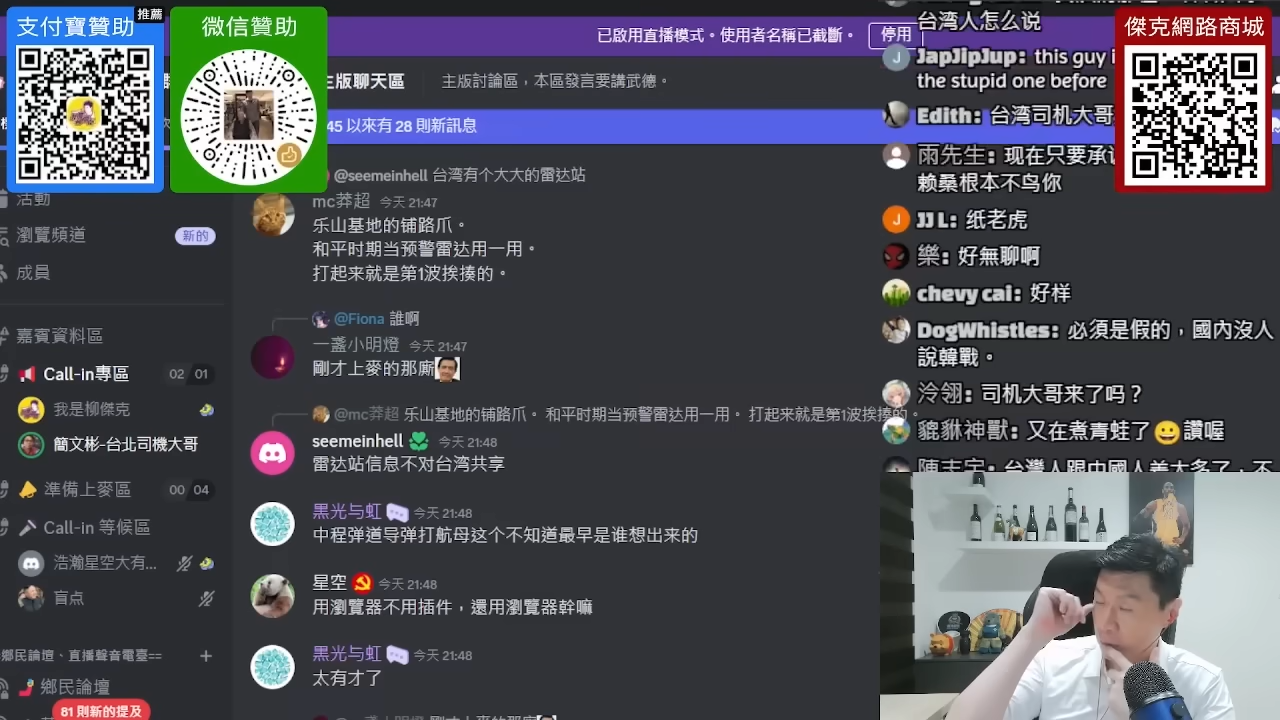 支付寶贊助
推薦
微信贊助
傑克網路商城
已啟用直播模式。使用者名稱已截斷。
停用
主版聊天區
主版討論區,本區發言要講武德。
45 以來有 28 則新訊息
活動
瀏覽頻道
新的
成員
嘉賓資料區
Call-in專區
02 01
我是柳傑克
簡文彬-台北司機大哥
準備上麥區
00 04
Call-in 等候區
浩瀚星空大有...
盲点
鄉民論壇、直播聲音電臺==
鄉民論壇
81 則新的提及
@seemeinhell 台湾有个大大的雷达站
mc莽超 今天 21:47
乐山基地的铺路爪。
和平时期当预警雷达用一用。
打起来就是第1波挨揍的。
@Fiona 誰啊
一盞小明燈 今天 21:47
剛才上麥的那廝
@mc莽超 乐山基地的铺路爪。 和平时期当预警雷达用一用。 打起来就是第1波挨揍的。
seemeinhell 今天 21:48
雷达站信息不对台湾共享
黑光与虹 今天 21:48
中程弹道导弹打航母这个不知道最早是谁想出来的
星空 今天 21:48
用瀏覽器不用插件,還用瀏覽器幹嘛
黑光与虹 今天 21:48
太有才了
台湾人怎么说
JapJipJup: this guy
the stupid one before
Edith: 台湾司机大哥
雨先生: 现在只要承
赖桑根本不鸟你
JJ L: 纸老虎
樂: 好無聊啊
chevy cai: 好样
DogWhistles: 必須是假的,國內沒人
說韓戰。
泠翎: 司机大哥来了吗?
貔貅神獸: 又在煮青蛙了😀讚喔
陳志宇: 台灣人跟中國人差太多了,不